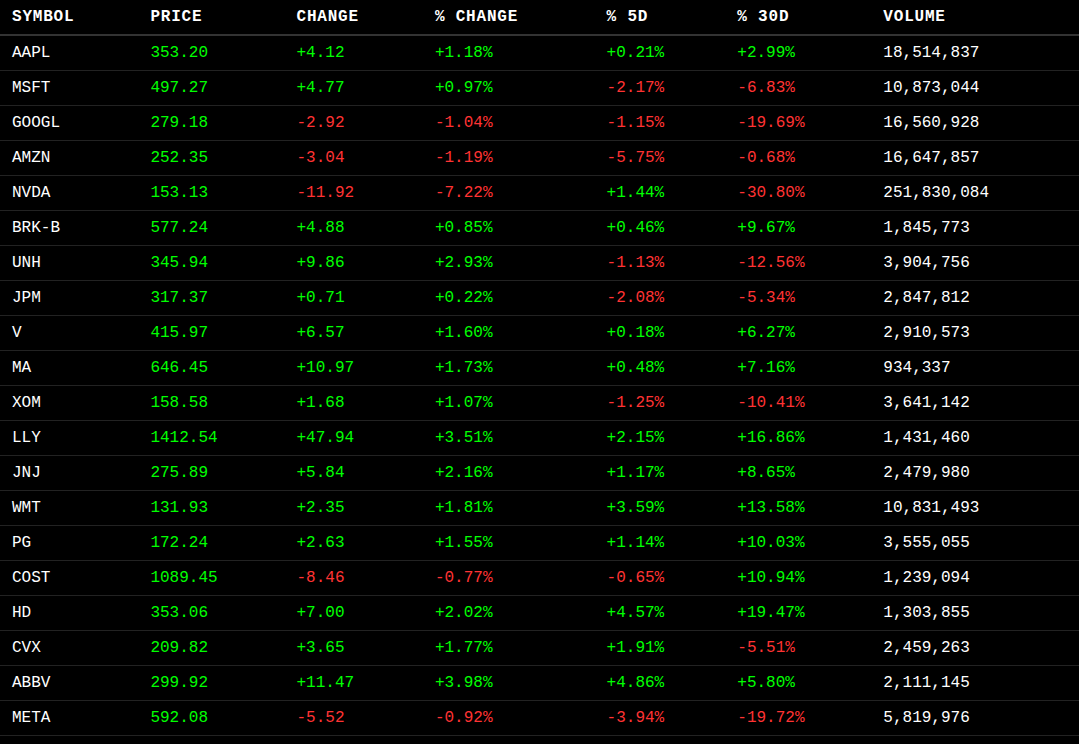 SYMBOL PRICE CHANGE % CHANGE % 5D % 30D VOLUME
AAPL 353.20 +4.12 +1.18% +0.21% +2.99% 18,514,837
MSFT 497.27 +4.77 +0.97% -2.17% -6.83% 10,873,044
GOOGL 279.18 -2.92 -1.04% -1.15% -19.69% 16,560,928
AMZN 252.35 -3.04 -1.19% -5.75% -0.68% 16,647,857
NVDA 153.13 -11.92 -7.22% +1.44% -30.80% 251,830,084
BRK-B 577.24 +4.88 +0.85% +0.46% +9.67% 1,845,773
UNH 345.94 +9.86 +2.93% -1.13% -12.56% 3,904,756
JPM 317.37 +0.71 +0.22% -2.08% -5.34% 2,847,812
V 415.97 +6.57 +1.60% +0.18% +6.27% 2,910,573
MA 646.45 +10.97 +1.73% +0.48% +7.16% 934,337
XOM 158.58 +1.68 +1.07% -1.25% -10.41% 3,641,142
LLY 1412.54 +47.94 +3.51% +2.15% +16.86% 1,431,460
JNJ 275.89 +5.84 +2.16% +1.17% +8.65% 2,479,980
WMT 131.93 +2.35 +1.81% +3.59% +13.58% 10,831,493
PG 172.24 +2.63 +1.55% +1.14% +10.03% 3,555,055
COST 1089.45 -8.46 -0.77% -0.65% +10.94% 1,239,094
HD 353.06 +7.00 +2.02% +4.57% +19.47% 1,303,855
CVX 209.82 +3.65 +1.77% +1.91% -5.51% 2,459,263
ABBV 299.92 +11.47 +3.98% +4.86% +5.80% 2,111,145
META 592.08 -5.52 -0.92% -3.94% -19.72% 5,819,976